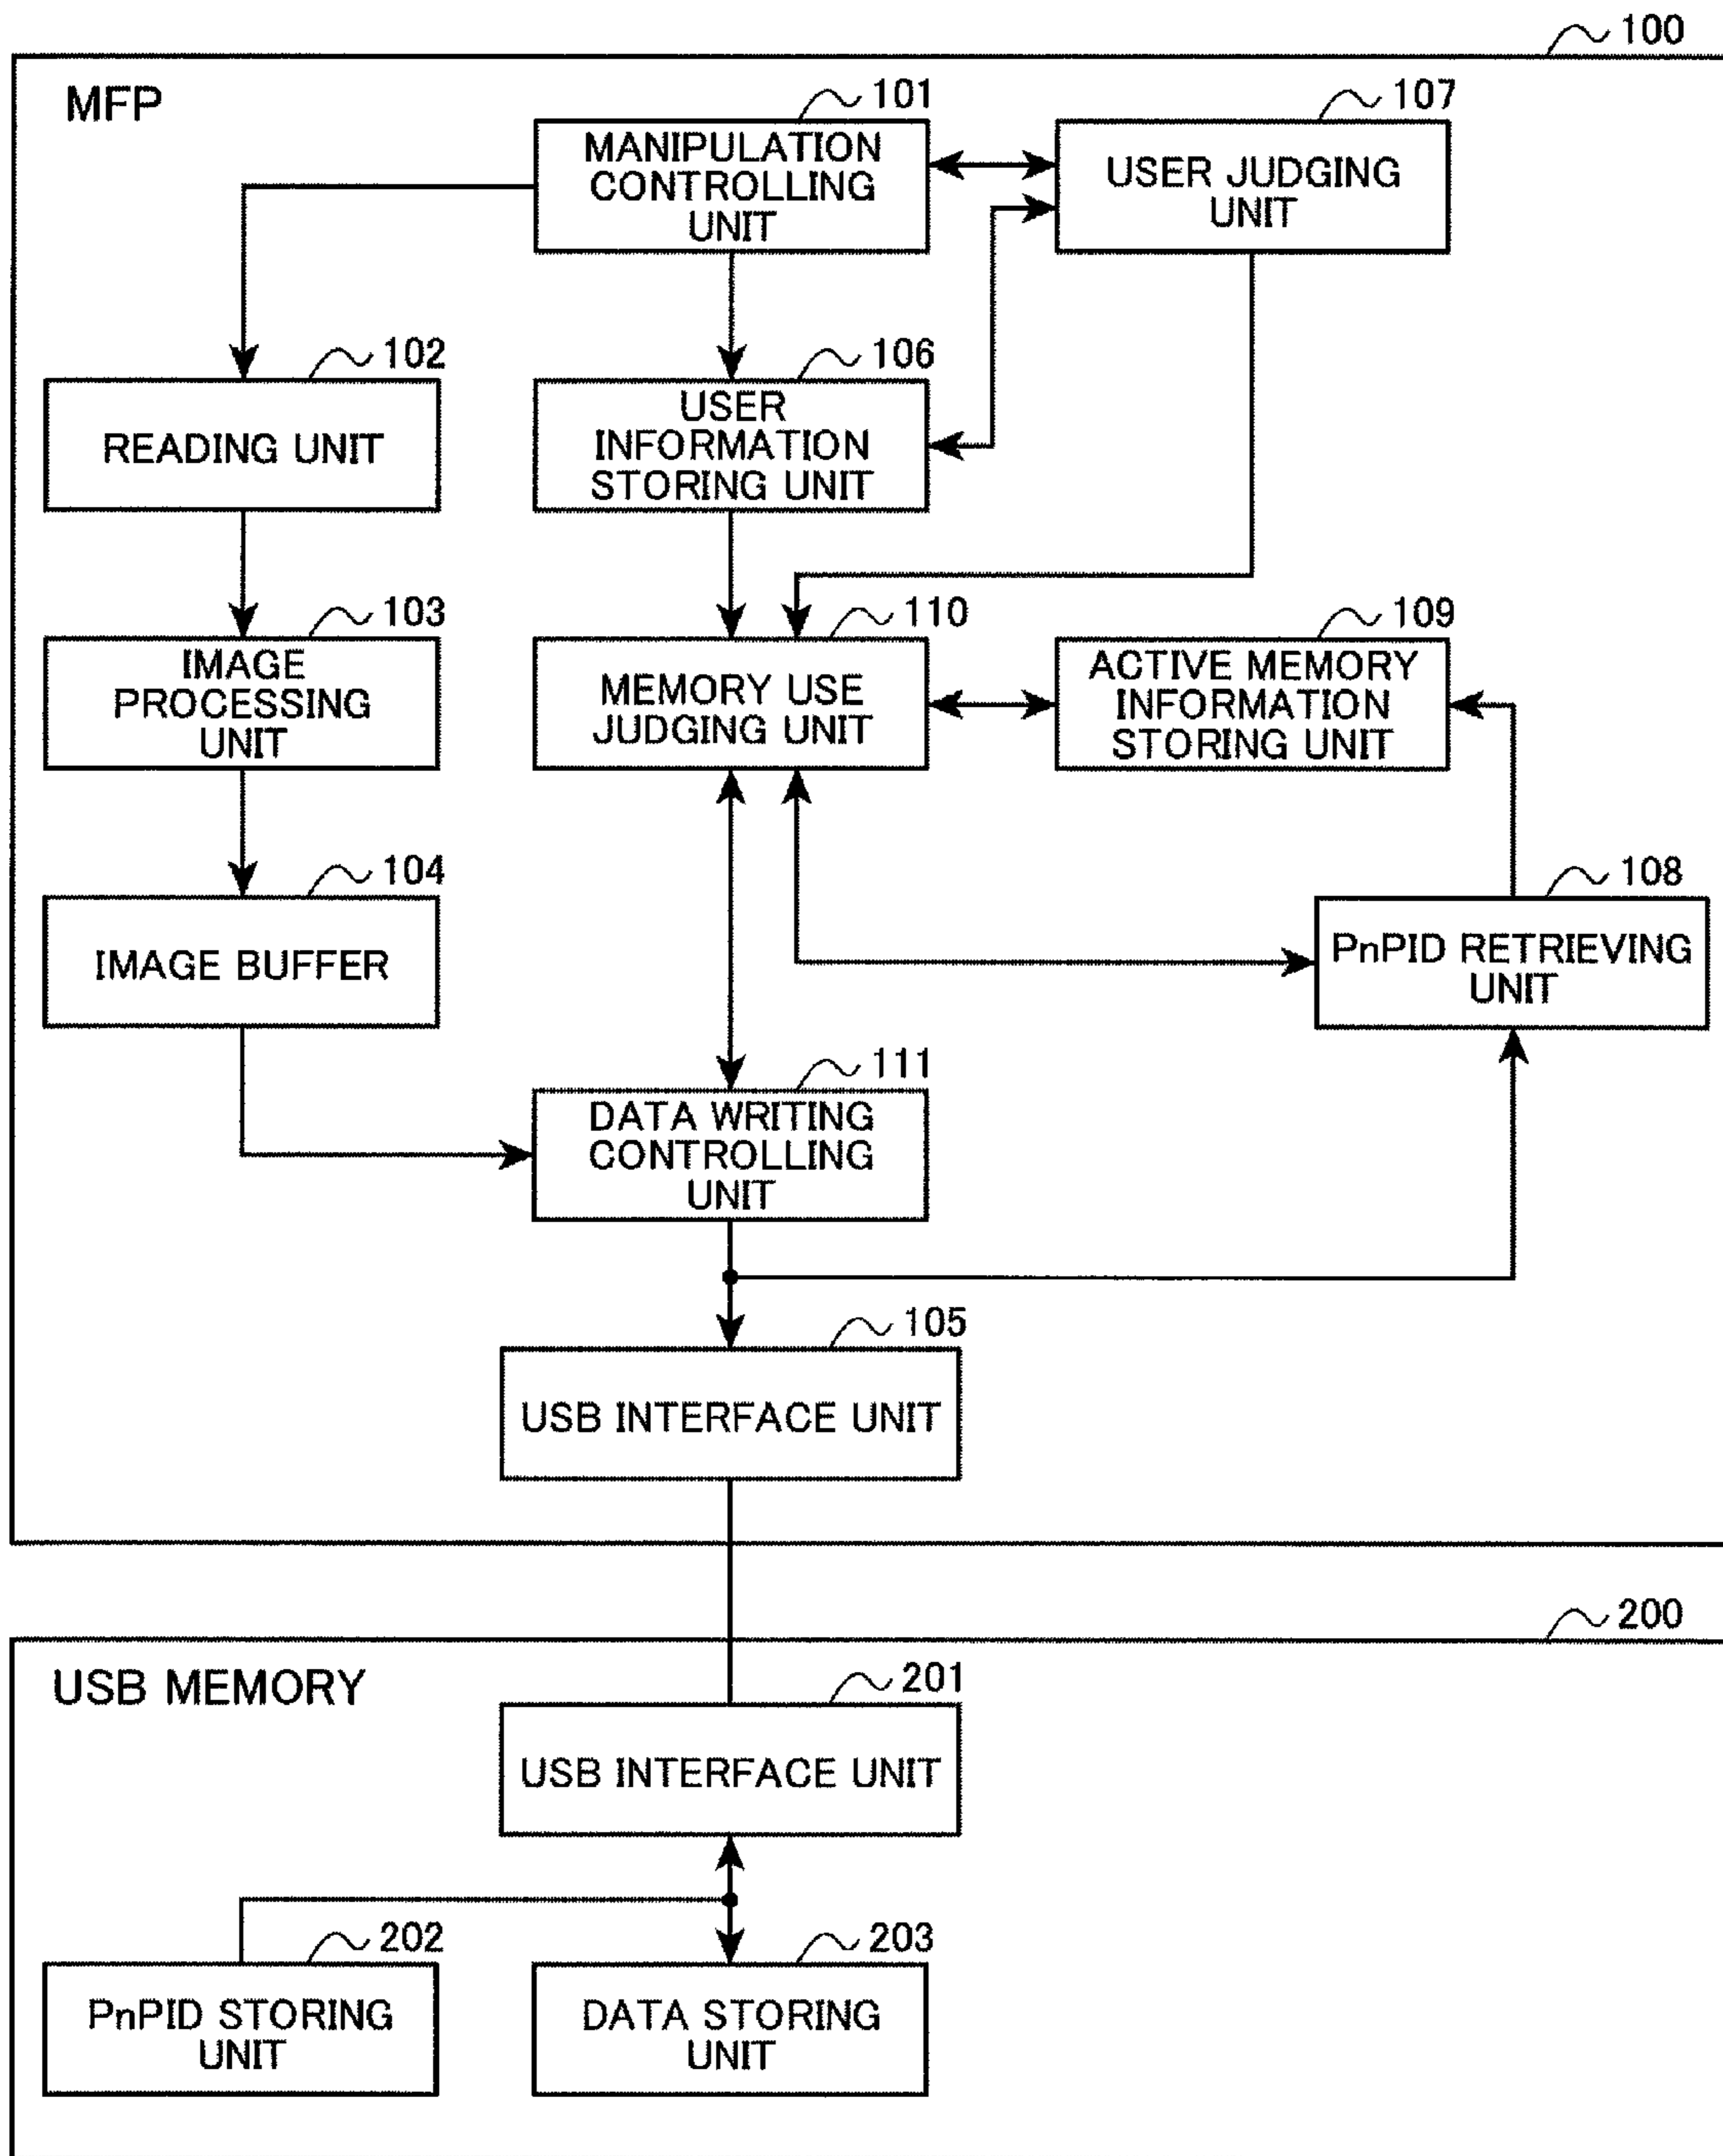 100
MFP
101
MANIPULATION
CONTROLLING
UNIT
107
USER JUDGING
UNIT
102
READING UNIT
106
USER
INFORMATION
STORING UNIT
103
IMAGE
PROCESSING
UNIT
110
MEMORY USE
JUDGING UNIT
109
ACTIVE MEMORY
INFORMATION
STORING UNIT
104
IMAGE BUFFER
108
PnPID RETRIEVING
UNIT
111
DATA WRITING
CONTROLLING
UNIT
105
USB INTERFACE UNIT
200
USB MEMORY
201
USB INTERFACE UNIT
202
PnPID STORING
UNIT
203
DATA STORING
UNIT